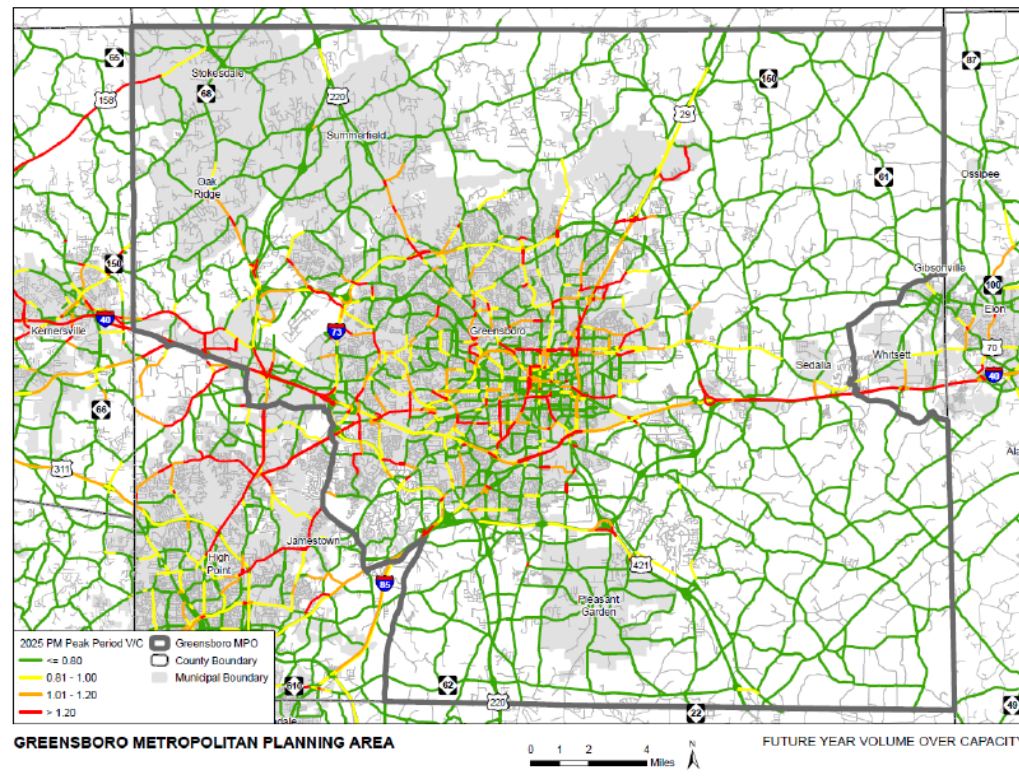 65
87
Stokesdale
150
158
68
220
29
Summerfield
61
Ossipee
Oak
Ridge
150
Gibsonville
100
40
Elon
Kernersville
73
Greensboro
70
Whitsett
Sedalia
40
66
311
Jamestown
High
Point
421
85
Pleasant
Garden
2025 PM Peak Period V/C
Greensboro MPO
<= 0.80
County Boundary
0.81 - 1.00
Municipal Boundary
1.01 - 1.20
> 1.20
610
62
220
22
49
GREENSBORO METROPOLITAN PLANNING AREA
0 1 2 4
Miles
N
FUTURE YEAR VOLUME OVER CAPACITY